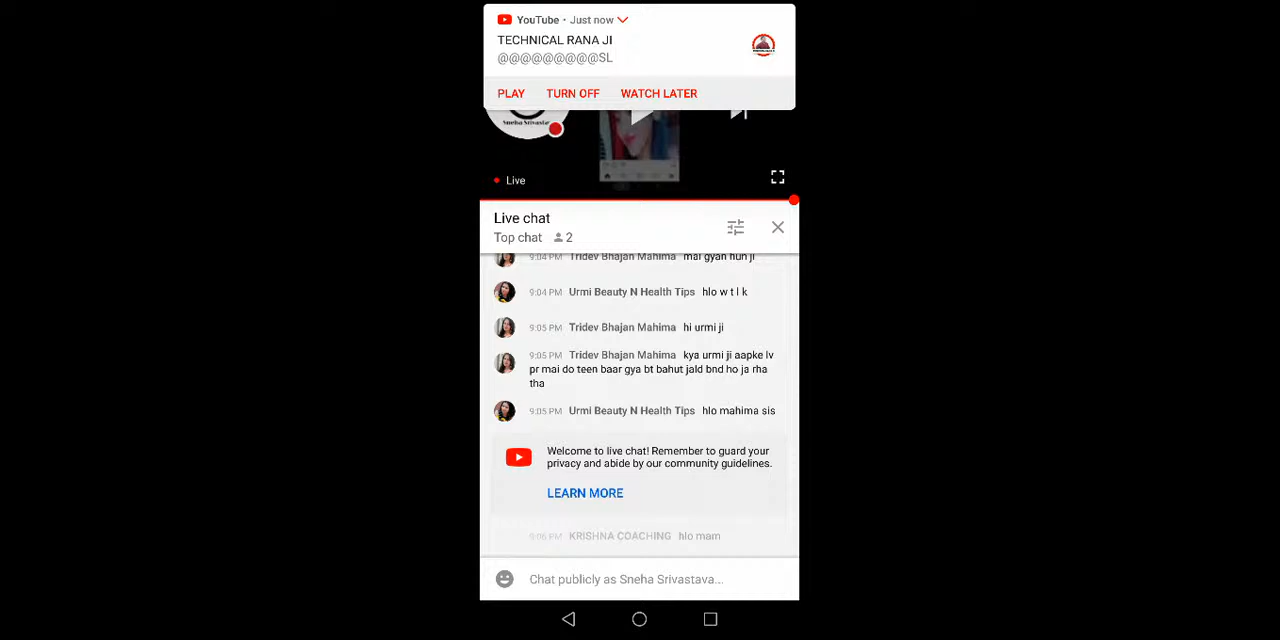 YouTube • Just now
TECHNICAL RANA JI
@@@@@@@@@SL
PLAY TURN OFF WATCH LATER
Sneha Srivastav
Live
Live chat
Top chat 2
9:04 PM Tridev Bhajan Mahima mai gyan hun ji
9:04 PM Urmi Beauty N Health Tips hlo w t l k
9:05 PM Tridev Bhajan Mahima hi urmi ji
9:05 PM Tridev Bhajan Mahima kya urmi ji aapke lv
pr mai do teen baar gya bt bahut jald bnd ho ja rha
tha
9:05 PM Urmi Beauty N Health Tips hlo mahima sis
Welcome to live chat! Remember to guard your
privacy and abide by our community guidelines.
LEARN MORE
9:06 PM KRISHNA COACHING hlo mam
Chat publicly as Sneha Srivastava...